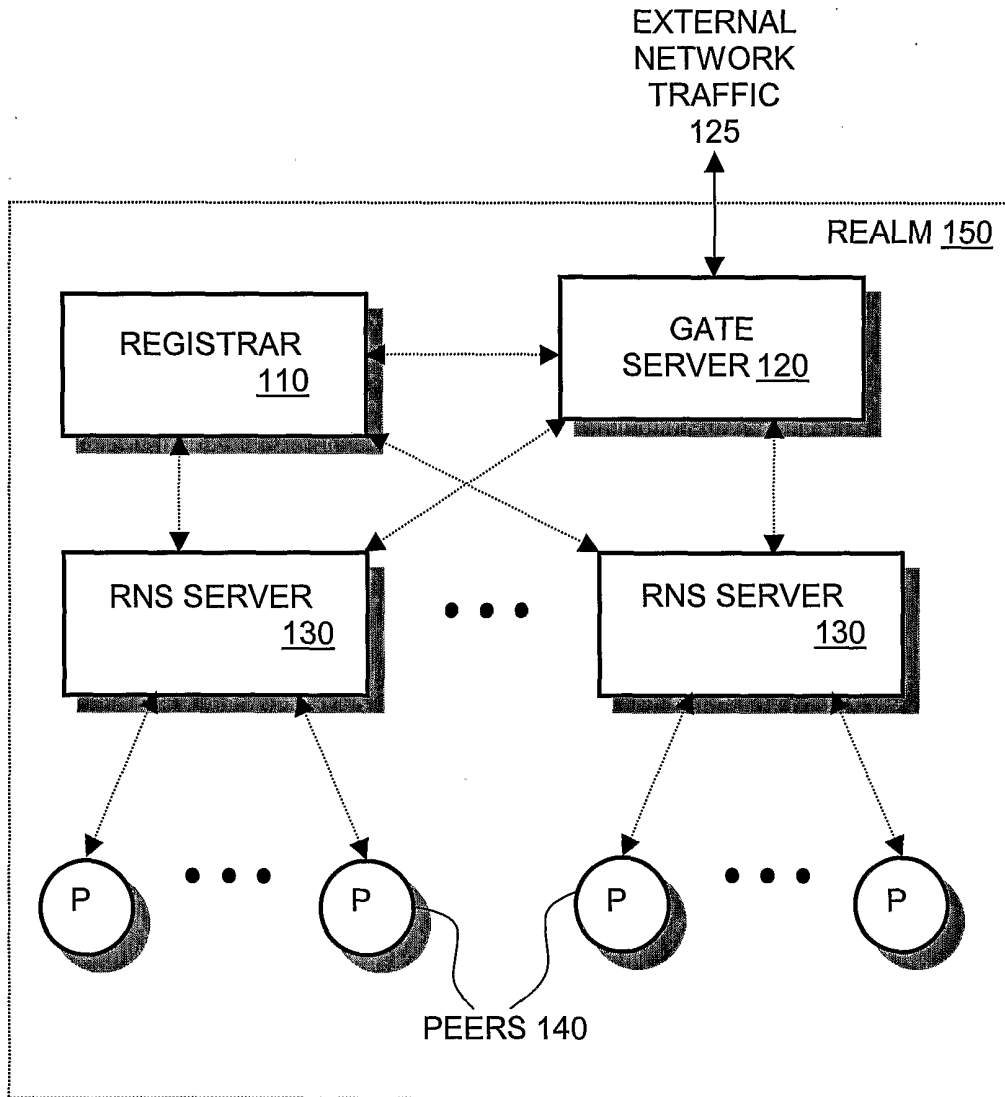 EXTERNAL
NETWORK
TRAFFIC
125
REALM 150
REGISTRAR
110
GATE
SERVER 120
RNS SERVER
130
RNS SERVER
130
P
P
P
P
PEERS 140